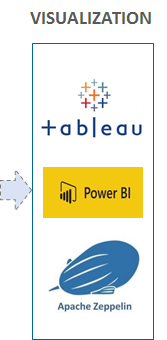 VISUALIZATION
+ableau
Power BI
Apache Zeppelin